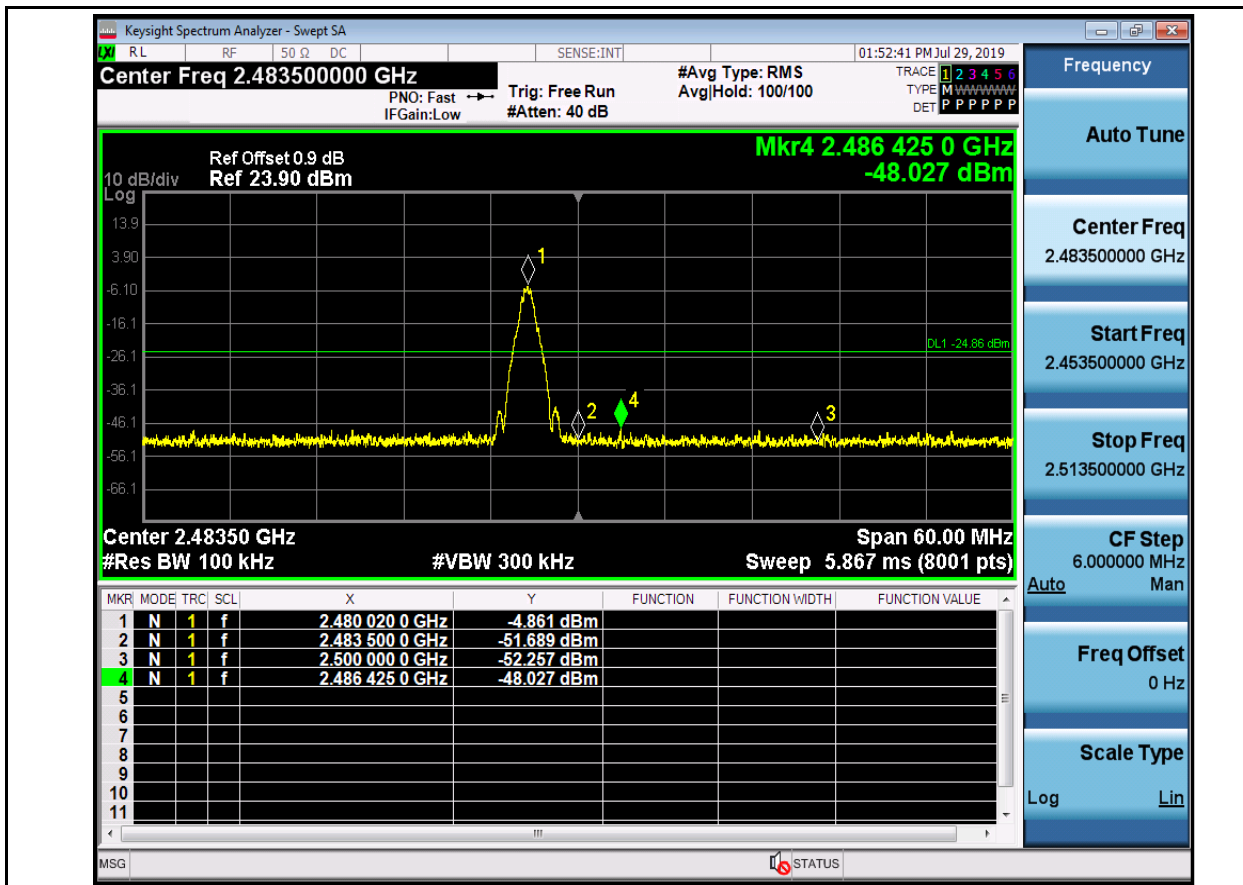 Keysight Spectrum Analyzer - Swept SA
LXI RL RF 50 Ω DC SENSE:INT 01:52:41 PM Jul 29, 2019
Center Freq 2.483500000 GHz
PNO: Fast
IFGain:Low
Trig: Free Run
#Atten: 40 dB
#Avg Type: RMS
Avg|Hold: 100/100
TRACE 1 2 3 4 5 6
TYPE M WWWWW
DET P P P P P P
Mkr4 2.486 425 0 GHz
-48.027 dBm
Ref Offset 0.9 dB
10 dB/div Ref 23.90 dBm
Log
13.9
3.90
-6.10
-16.1
-26.1
-36.1
-46.1
-56.1
-66.1
1
DL1 -24.86 dBm
2
4
3
Center 2.48350 GHz Span 60.00 MHz
#Res BW 100 kHz #VBW 300 kHz Sweep 5.867 ms (8001 pts)
MKR MODE TRC SCL X Y FUNCTION FUNCTION WIDTH FUNCTION VALUE
1 N 1 f 2.480 020 0 GHz -4.861 dBm
2 N 1 f 2.483 500 0 GHz -51.689 dBm
3 N 1 f 2.500 000 0 GHz -52.257 dBm
4 N 1 f 2.486 425 0 GHz -48.027 dBm
5
6
7
8
9
10
11
MSG STATUS
Frequency
Auto Tune
Center Freq
2.483500000 GHz
Start Freq
2.453500000 GHz
Stop Freq
2.513500000 GHz
CF Step
6.000000 MHz
Auto Man
Freq Offset
0 Hz
Scale Type
Log Lin